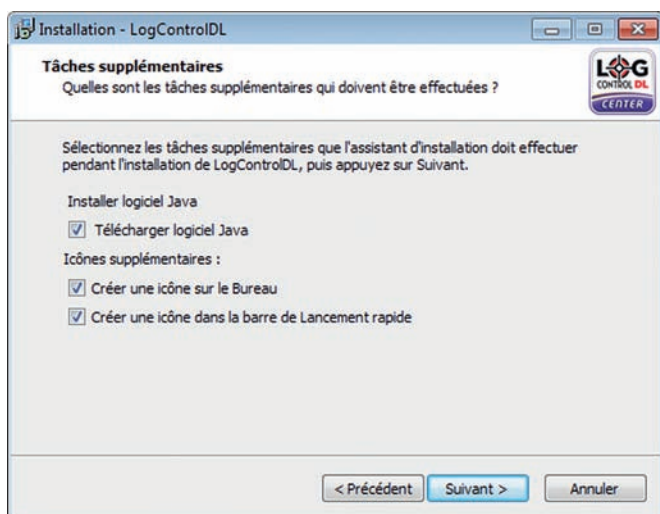 Installation - LogControlDL
Tâches supplémentaires
Quelles sont les tâches supplémentaires qui doivent être effectuées ?
LOG
CONTROL DL
CENTER
Sélectionnez les tâches supplémentaires que l'assistant d'installation doit effectuer
pendant l'installation de LogControlDL, puis appuyez sur Suivant.
Installer logiciel Java
Télécharger logiciel Java
Icônes supplémentaires :
Créer une icône sur le Bureau
Créer une icône dans la barre de Lancement rapide
< Précédent
Suivant >
Annuler